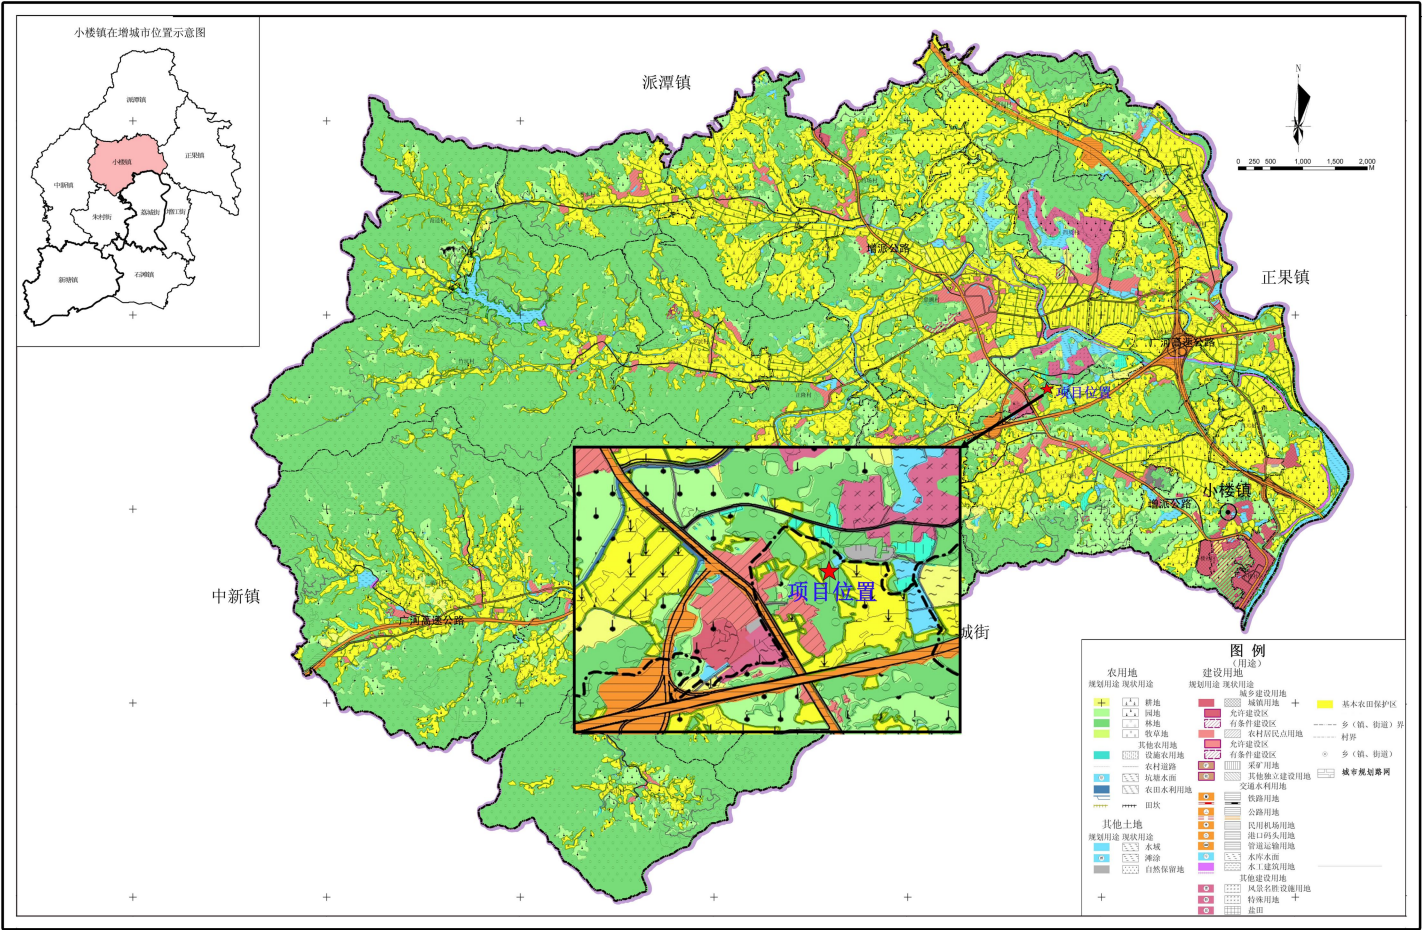 小楼镇在增城市位置示意图
派潭镇
正果镇
小楼镇
中新镇
朱村街
荔城街
增江街
新塘镇
石滩镇
派潭镇
N
0 250 500 1,000 1,500 2,000
M
正果镇
增派公路
广河高速公路
项目位置
小楼镇
增派公路
中新镇
广河高速公路
项目位置
城街
图 例
(用途)
农用地
规划用途 现状用途
耕地
园地
林地
牧草地
其他农用地
设施农用地
农村道路
坑塘水面
农田水利用地
田坎
其他土地
规划用途 现状用途
水域
滩涂
自然保留地
建设用地
规划用途 现状用途
城乡建设用地
城镇用地
允许建设区
有条件建设区
农村居民点用地
允许建设区
有条件建设区
采矿用地
其他独立建设用地
交通水利用地
铁路用地
公路用地
民用机场用地
港口码头用地
管道运输用地
水库水面
水工建筑用地
其他建设用地
风景名胜设施用地
特殊用地
盐田
基本农田保护区
乡（镇、街道）界
村界
乡（镇、街道）
城市规划路网